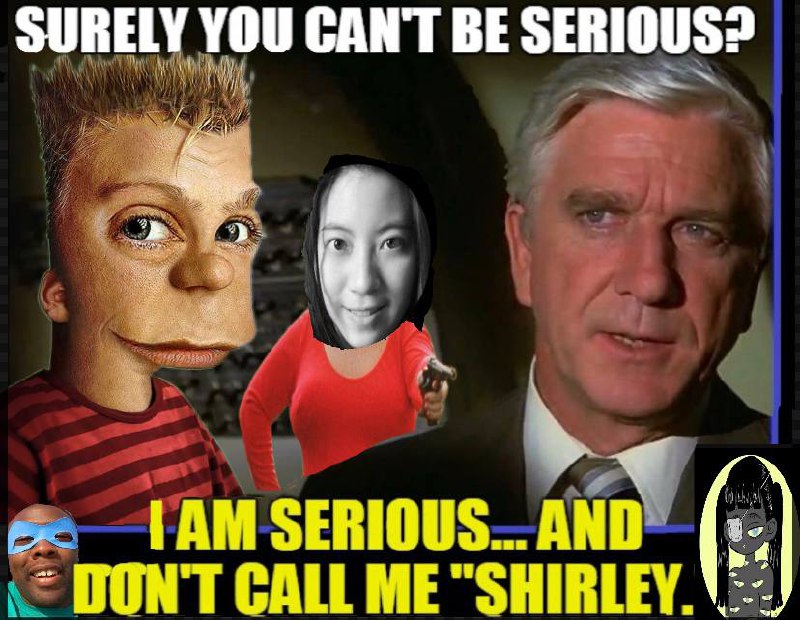 SURELY YOU CAN'T BE SERIOUS?
I AM SERIOUS... AND
DON'T CALL ME "SHIRLEY.